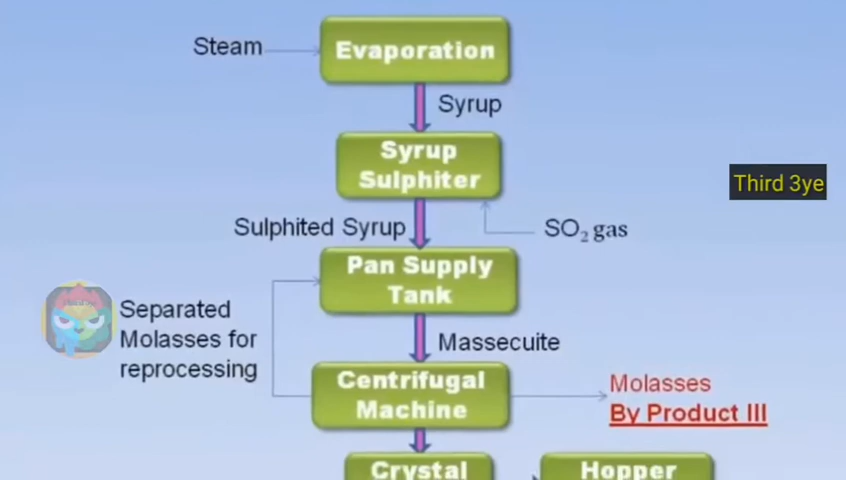 Steam
Evaporation
Syrup
Syrup
Sulphiter
Third 3ye
Sulphited Syrup
SO₂ gas
Pan Supply
Tank
Separated
Molasses for
reprocessing
Massecuite
Centrifugal
Machine
Molasses
By Product III
Crystal
Hopper